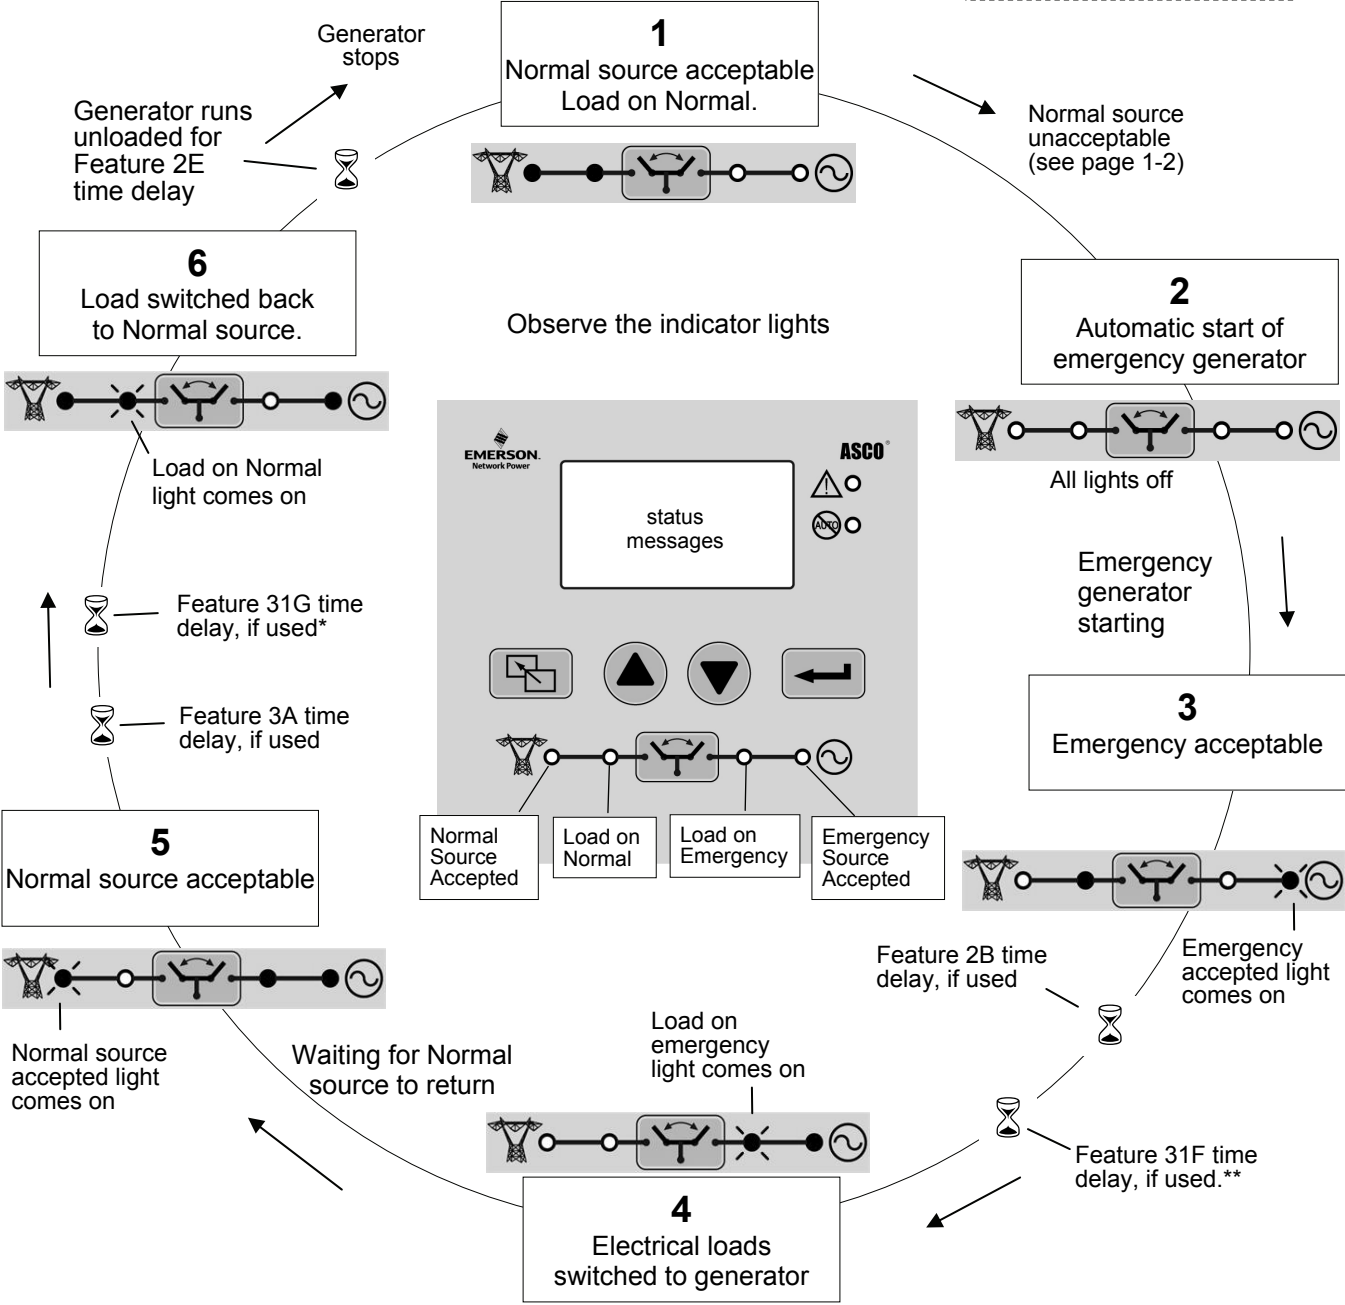 Generator
stops
1
Normal source acceptable
Load on Normal.
Generator runs
unloaded for
Feature 2E
time delay
Normal source
unacceptable
(see page 1-2)
6
Load switched back
to Normal source.
2
Automatic start of
emergency generator
Observe the indicator lights
Load on Normal
light comes on
All lights off
EMERSON.
Network Power
ASCO®
AUTO
status
messages
Emergency
generator
starting
Feature 31G time
delay, if used*
Feature 3A time
delay, if used
3
Emergency acceptable
5
Normal source acceptable
Normal
Source
Accepted
Load on
Normal
Load on
Emergency
Emergency
Source
Accepted
Normal source
accepted light
comes on
Waiting for Normal
source to return
Load on
emergency
light comes on
Feature 2B time
delay, if used
Emergency
accepted light
comes on
Feature 31F time
delay, if used.**
4
Electrical loads
switched to generator